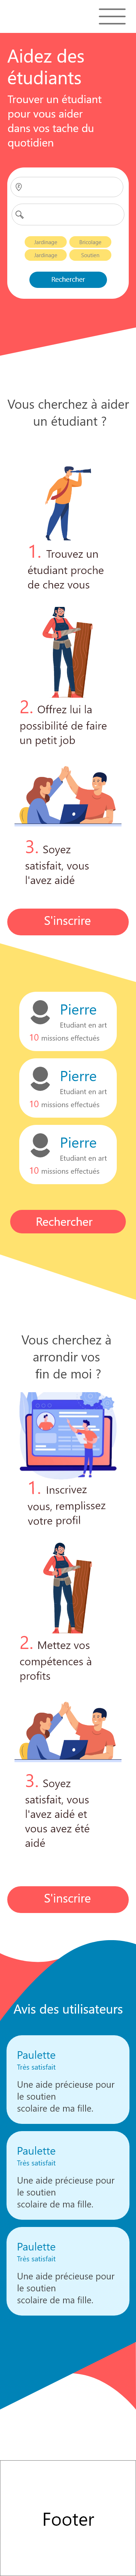 Aidez des
étudiants
Trouver un étudiant
pour vous aider
dans vos tache du
quotidien
Jardinage
Bricolage
Jardinage
Soutien
Rechercher
Vous cherchez à aider
un étudiant ?
1. Trouvez un
étudiant proche
de chez vous
2. Offrez lui la
possibilité de faire
un petit job
3. Soyez
satisfait, vous
l'avez aidé
S'inscrire
Pierre
Etudiant en art
10 missions effectués
Pierre
Etudiant en art
10 missions effectués
Pierre
Etudiant en art
10 missions effectués
Rechercher
Vous cherchez à
arrondir vos
fin de moi ?
1. Inscrivez
vous, remplissez
votre profil
2. Mettez vos
compétences à
profits
3. Soyez
satisfait, vous
l'avez aidé et
vous avez été
aidé
S'inscrire
Avis des utilisateurs
Paulette
Très satisfait
Une aide précieuse pour
le soutien
scolaire de ma fille.
Paulette
Très satisfait
Une aide précieuse pour
le soutien
scolaire de ma fille.
Paulette
Très satisfait
Une aide précieuse pour
le soutien
scolaire de ma fille.
Footer